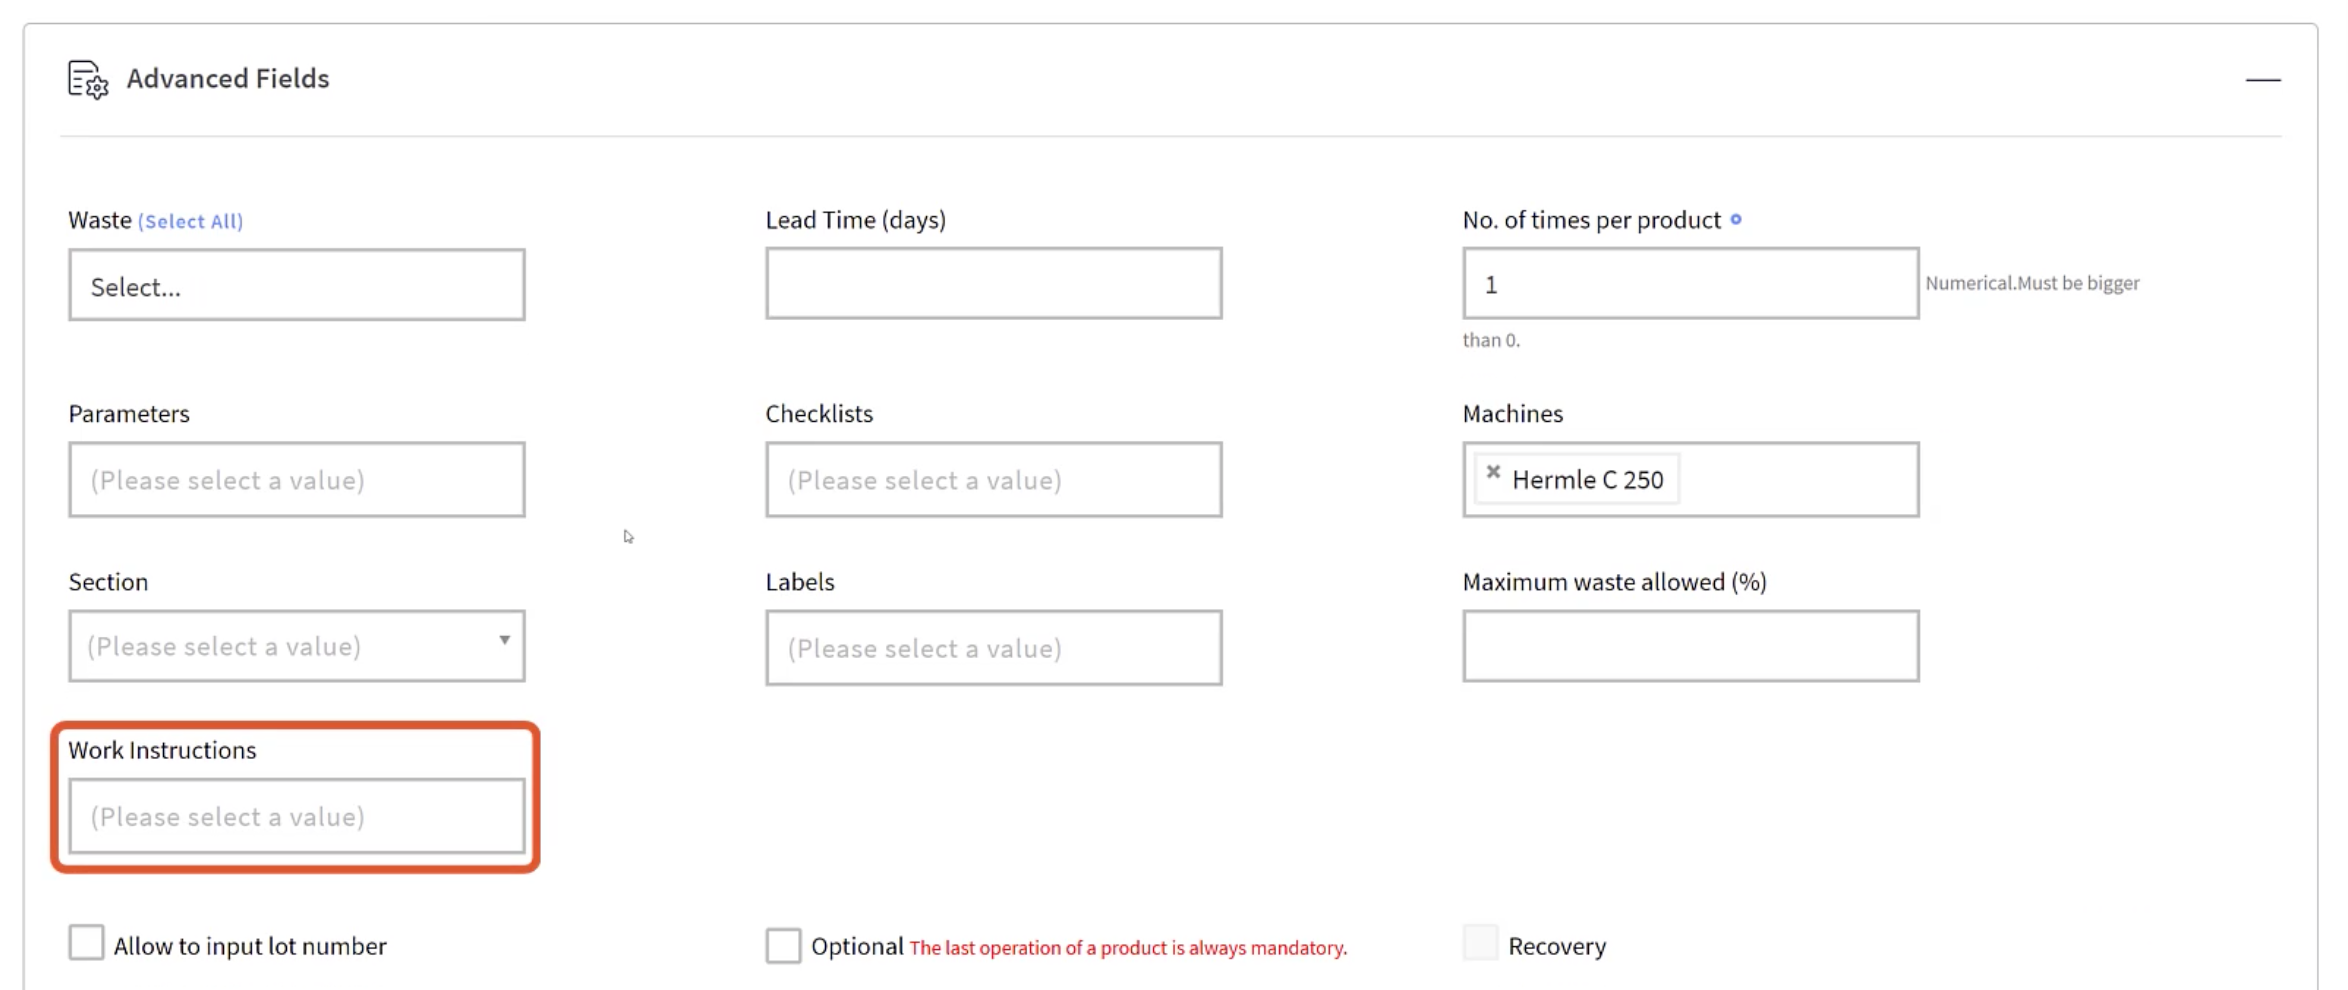 Advanced Fields
Waste (Select All)
Lead Time (days)
No. of times per product
Select...
1
Numerical.Must be bigger
than 0.
Parameters
Checklists
Machines
(Please select a value)
(Please select a value)
× Hermle C 250
Section
Labels
Maximum waste allowed (%)
(Please select a value)
(Please select a value)
Work Instructions
(Please select a value)
Allow to input lot number
Optional The last operation of a product is always mandatory.
Recovery